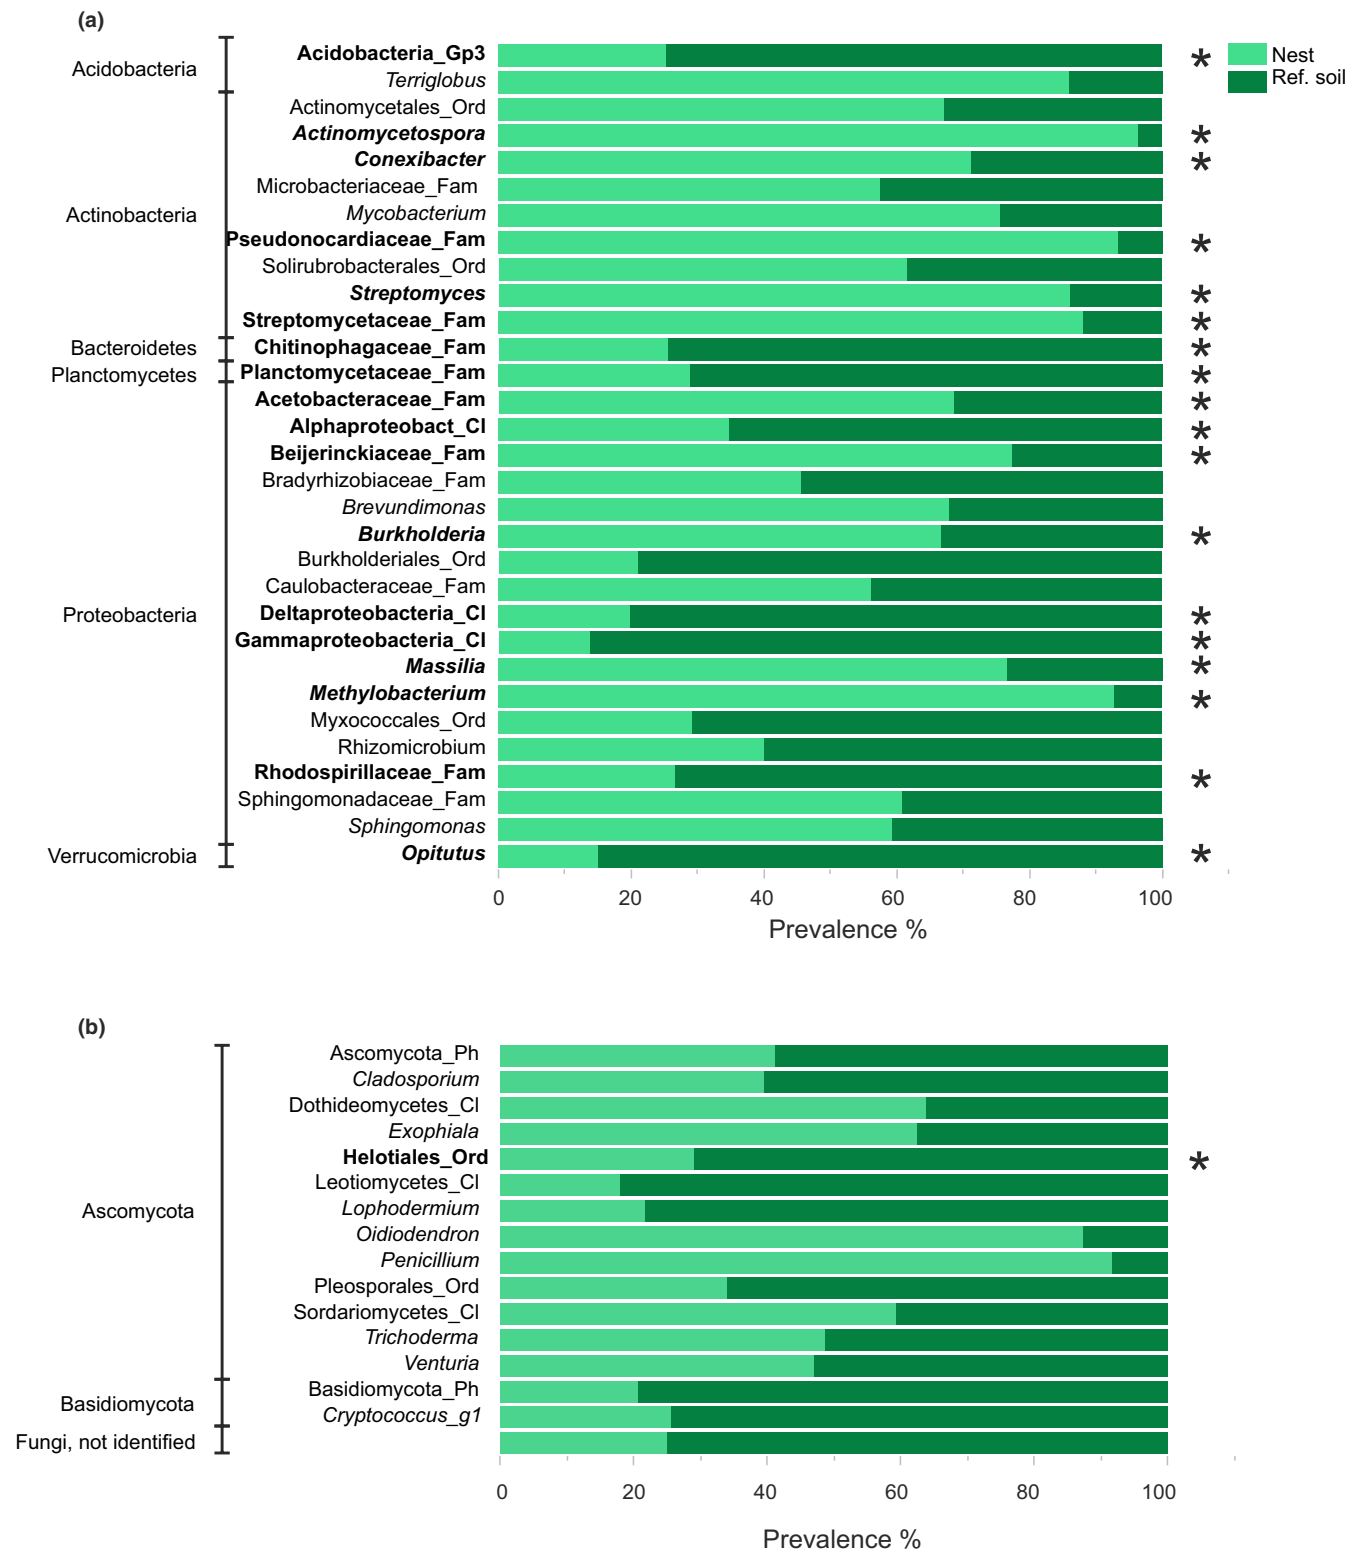 (a)
Nest
Ref. soil
Acidobacteria
Acidobacteria_Gp3 *
Terriglobus
Actinobacteria
Actinomycetales_Ord
Actinomycetospora *
Conexibacter *
Microbacteriaceae_Fam
Mycobacterium
Pseudonocardiaceae_Fam *
Solirubrobacterales_Ord
Streptomyces *
Streptomycetaceae_Fam *
Bacteroidetes
Chitinophagaceae_Fam *
Planctomycetes
Planctomycetaceae_Fam *
Proteobacteria
Acetobacteraceae_Fam *
Alphaproteobact_Cl *
Beijerinckiaceae_Fam *
Bradyrhizobiaceae_Fam
Brevundimonas
Burkholderia *
Burkholderiales_Ord
Caulobacteraceae_Fam
Deltaproteobacteria_Cl *
Gammaproteobacteria_Cl *
Massilia *
Methylobacterium *
Myxococcales_Ord
Rhizomicrobium
Rhodospirillaceae_Fam *
Sphingomonadaceae_Fam
Sphingomonas
Verrucomicrobia
Opitutus *
0 20 40 60 80 100
Prevalence %
(b)
Ascomycota
Ascomycota_Ph
Cladosporium
Dothideomycetes_Cl
Exophiala
Helotiales_Ord *
Leotiomycetes_Cl
Lophodermium
Oidiodendron
Penicillium
Pleosporales_Ord
Sordariomycetes_Cl
Trichoderma
Venturia
Basidiomycota
Basidiomycota_Ph
Cryptococcus_g1
Fungi, not identified
0 20 40 60 80 100
Prevalence %